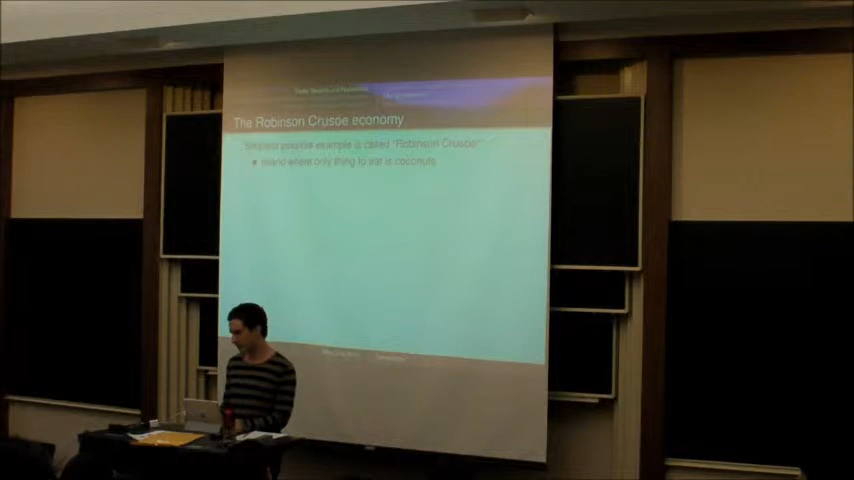 The Robinson Crusoe economy
Simplest possible example is called "Robinson Crusoe"
Island where only thing to eat is coconuts